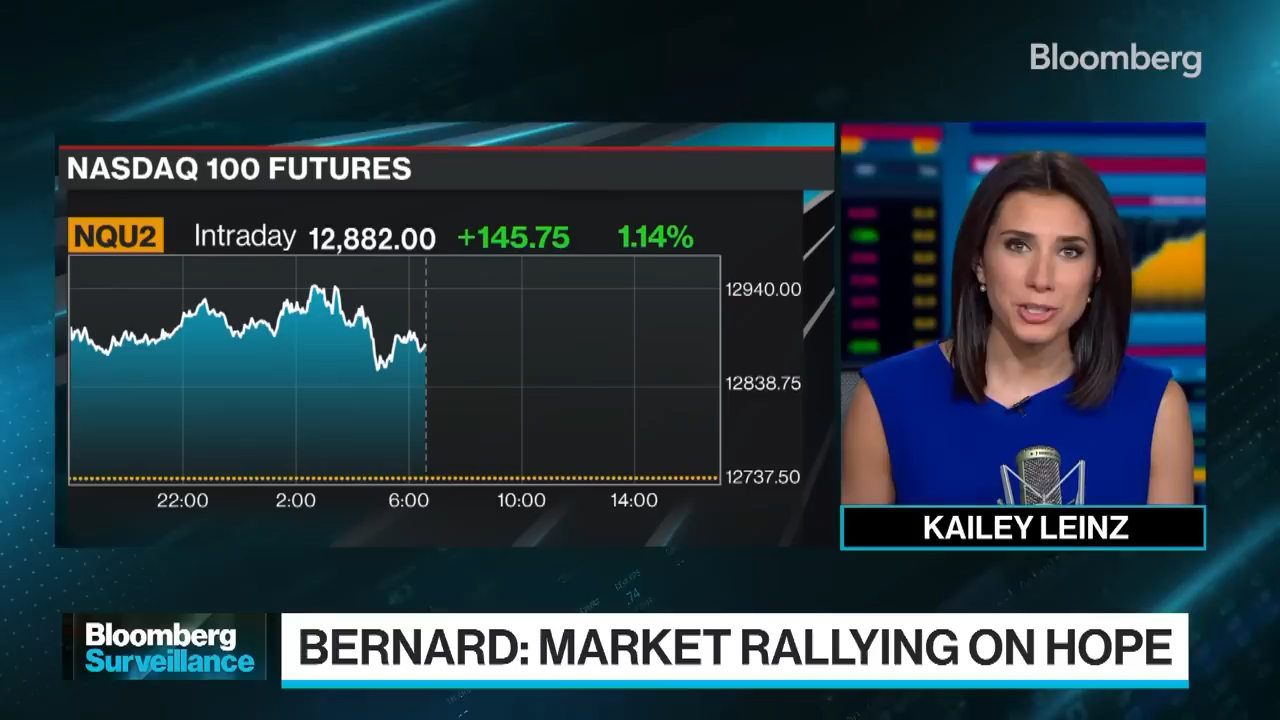 Bloomberg
NASDAQ 100 FUTURES
NQU2 Intraday 12,882.00 +145.75 1.14%
12940.00
12838.75
12737.50
22:00 2:00 6:00 10:00 14:00
KAILEY LEINZ
Bloomberg
Surveillance
BERNARD: MARKET RALLYING ON HOPE